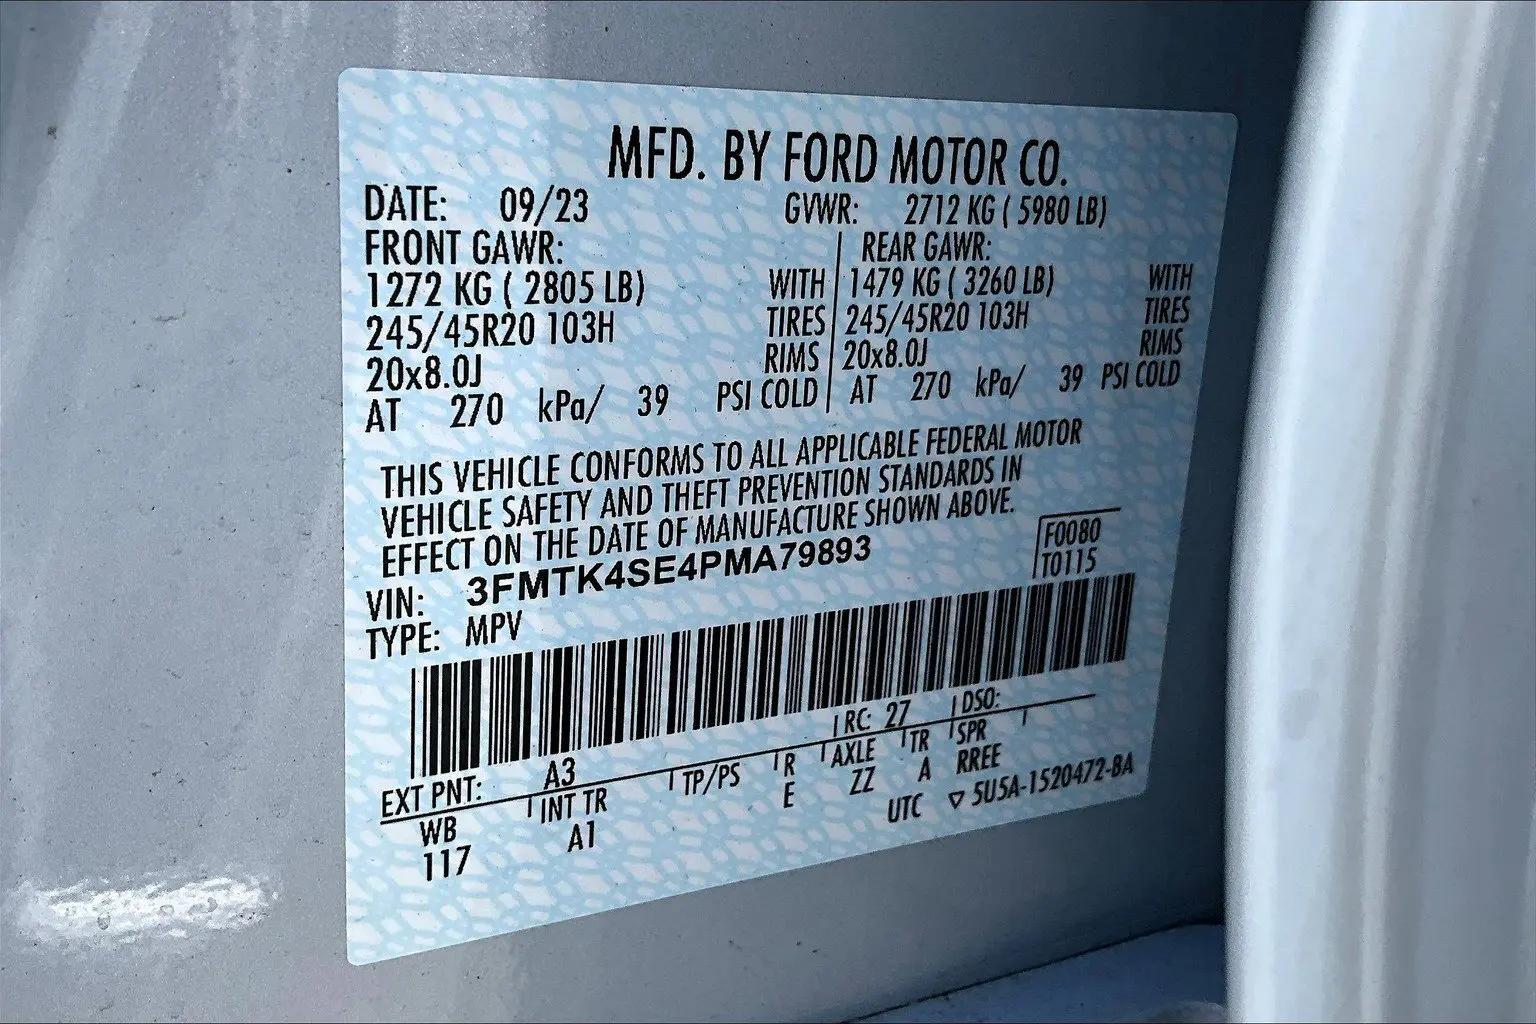 MFD. BY FORD MOTOR CO.
DATE: 09/23 GVWR: 2712 KG ( 5980 LB)
FRONT GAWR: REAR GAWR:
1272 KG ( 2805 LB) WITH 1479 KG ( 3260 LB) WITH
245/45R20 103H TIRES 245/45R20 103H TIRES
20x8.0J RIMS 20x8.0J RIMS
AT 270 kPa/ 39 PSI COLD AT 270 kPa/ 39 PSI COLD
THIS VEHICLE CONFORMS TO ALL APPLICABLE FEDERAL MOTOR
VEHICLE SAFETY AND THEFT PREVENTION STANDARDS IN
EFFECT ON THE DATE OF MANUFACTURE SHOWN ABOVE.
VIN: 3FMTK4SE4PMA79893 F0080
TYPE: MPV T0115
EXT PNT: A3 RC: 27 DSO:
WB INT TR TP/PS R AXLE TR SPR
117 A1 E ZZ A RREE
UTC ▽ 5U5A-1520472-BA